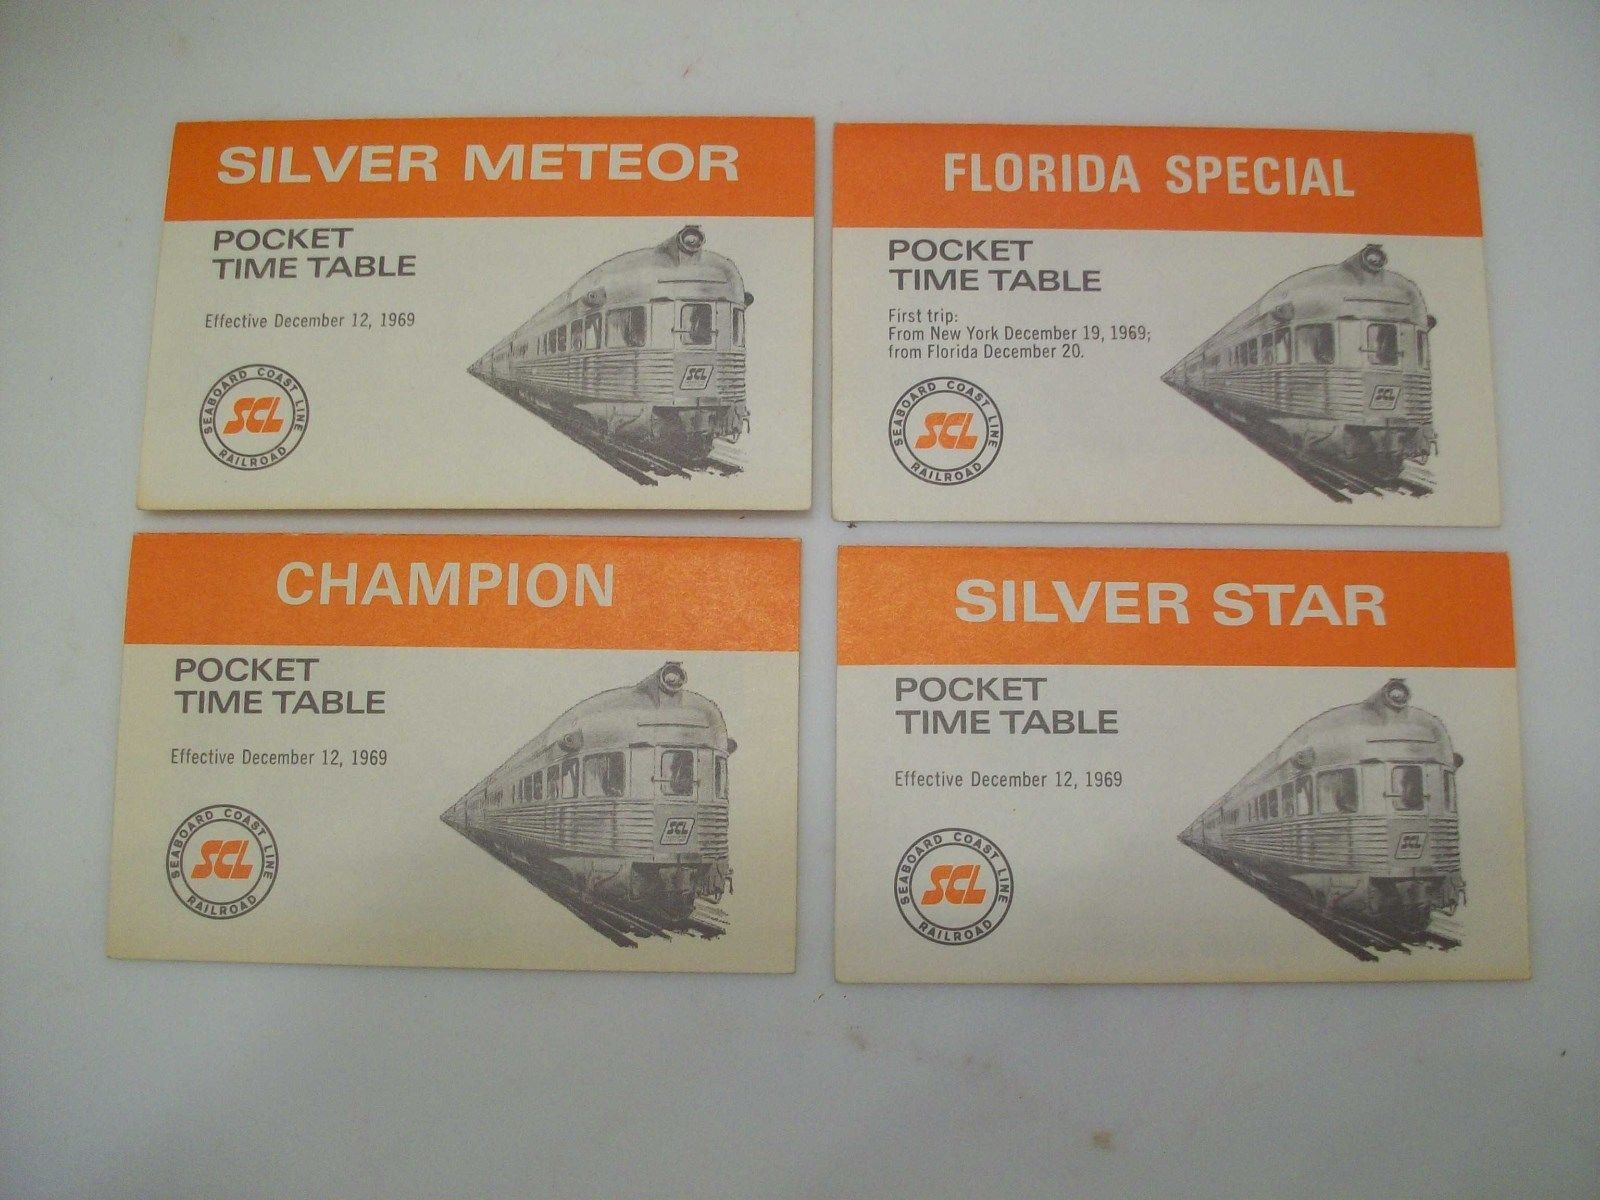 SILVER METEOR
POCKET
TIME TABLE
Effective December 12, 1969
SEABOARD COAST LINE
SCL
RAILROAD
SCL
FLORIDA SPECIAL
POCKET
TIME TABLE
First trip:
From New York December 19, 1969;
from Florida December 20.
SEABOARD COAST LINE
SCL
RAILROAD
SCL
CHAMPION
POCKET
TIME TABLE
Effective December 12, 1969
SEABOARD COAST LINE
SCL
RAILROAD
SCL
SILVER STAR
POCKET
TIME TABLE
Effective December 12, 1969
SEABOARD COAST LINE
SCL
RAILROAD
SCL